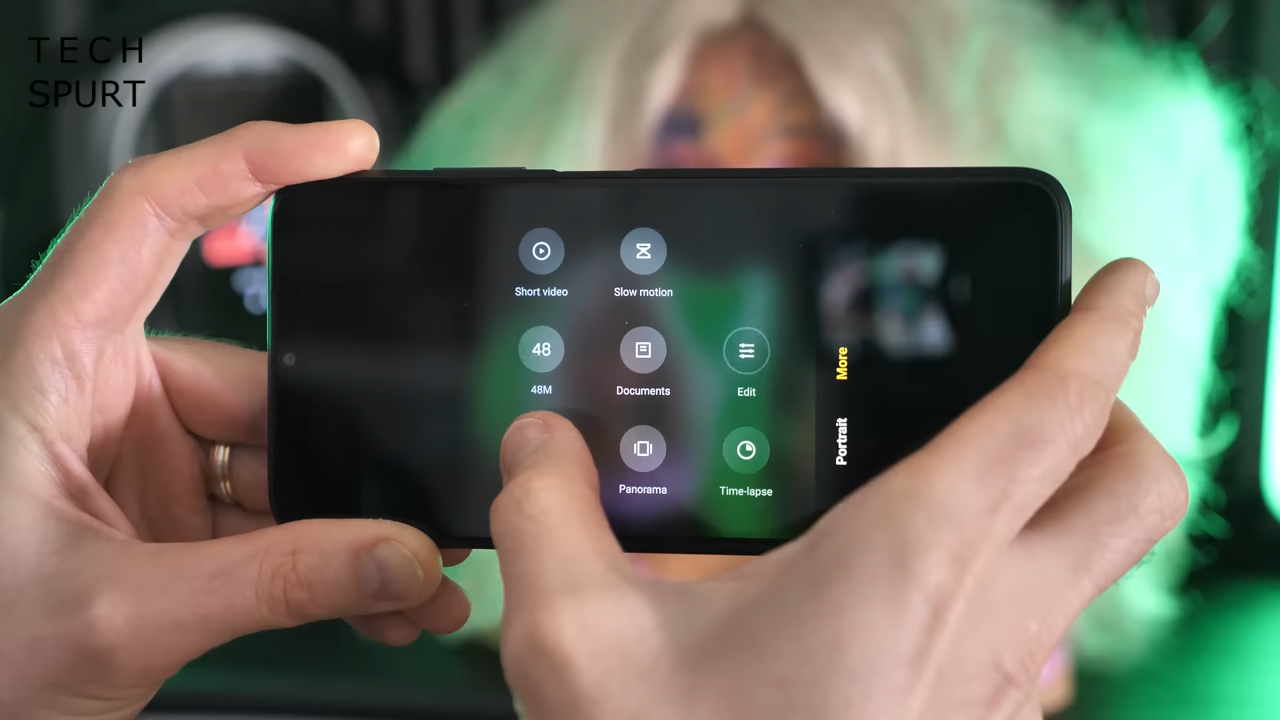 TECH
SPURT
Short video
Slow motion
48
48M
Documents
Edit
Panorama
Time-lapse
More
Portrait